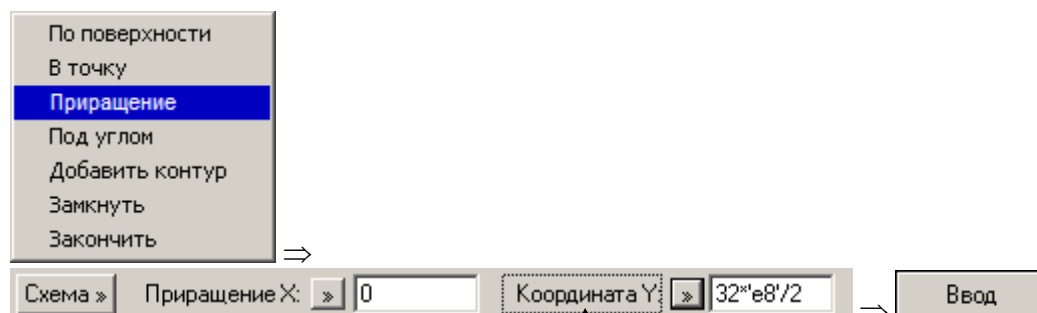 По поверхности
В точку
Приращение
Под углом
Добавить контур
Замкнуть
Закончить
⇒
Схема » Приращение X: » 0 Координата Y: » 32*'e8'/2 ⇒ Ввод